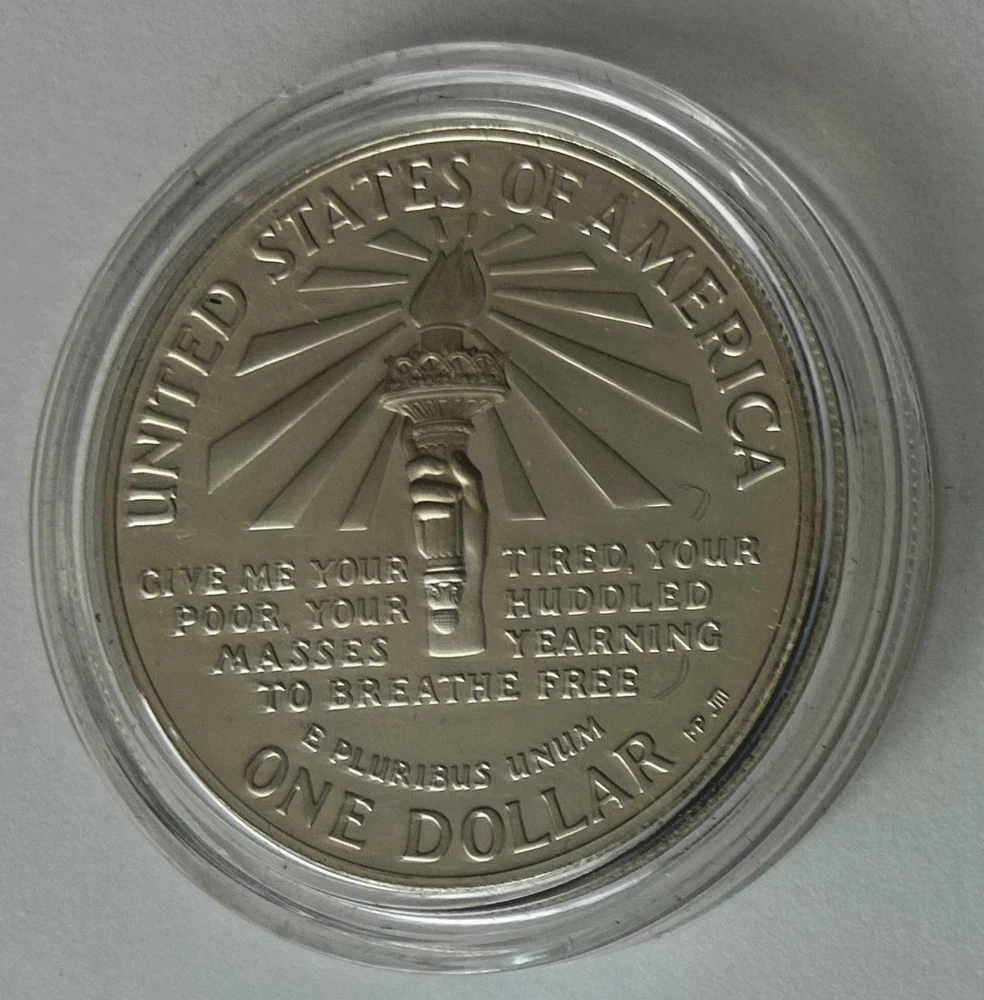 UNITED STATES OF AMERICA
GIVE ME YOUR TIRED, YOUR
POOR, YOUR HUDDLED
MASSES YEARNING
TO BREATHE FREE
E PLURIBUS UNUM
ONE DOLLAR